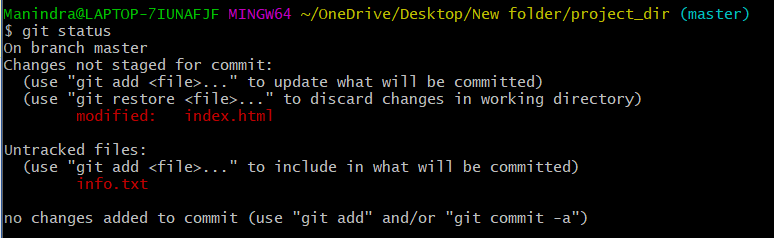 Manindra@LAPTOP-7IUNAFJF MINGW64 ~/OneDrive/Desktop/New folder/project_dir (master)
$ git status
On branch master
Changes not staged for commit:
  (use "git add <file>..." to update what will be committed)
  (use "git restore <file>..." to discard changes in working directory)
        modified:   index.html

Untracked files:
  (use "git add <file>..." to include in what will be committed)
        info.txt

no changes added to commit (use "git add" and/or "git commit -a")